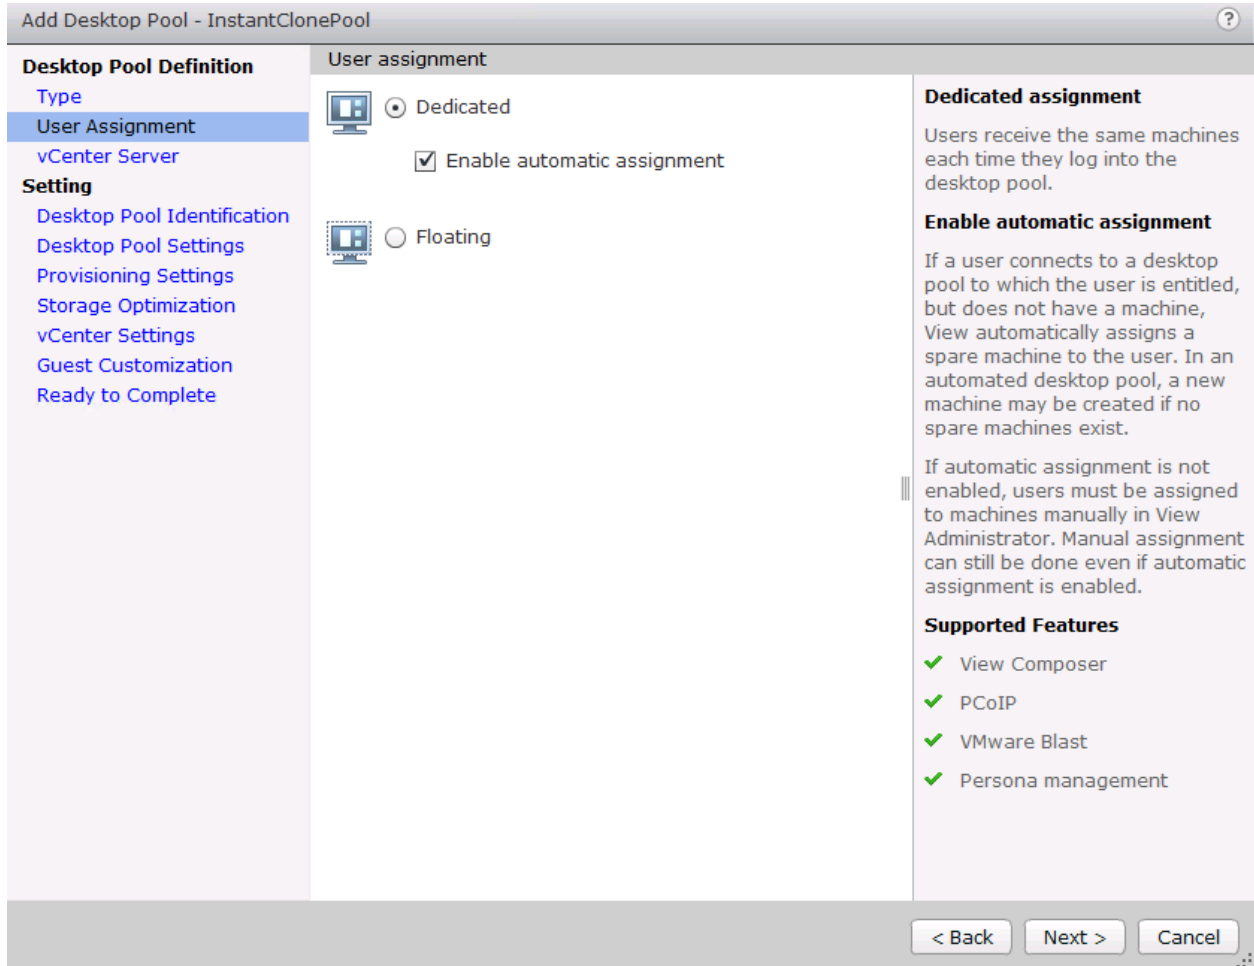 Add Desktop Pool - InstantClonePool
?
Desktop Pool Definition
Type
User Assignment
vCenter Server
Setting
Desktop Pool Identification
Desktop Pool Settings
Provisioning Settings
Storage Optimization
vCenter Settings
Guest Customization
Ready to Complete
User assignment
Dedicated
Enable automatic assignment
Floating
Dedicated assignment
Users receive the same machines
each time they log into the
desktop pool.
Enable automatic assignment
If a user connects to a desktop
pool to which the user is entitled,
but does not have a machine,
View automatically assigns a
spare machine to the user. In an
automated desktop pool, a new
machine may be created if no
spare machines exist.
If automatic assignment is not
enabled, users must be assigned
to machines manually in View
Administrator. Manual assignment
can still be done even if automatic
assignment is enabled.
Supported Features
View Composer
PCoIP
VMware Blast
Persona management
< Back
Next >
Cancel